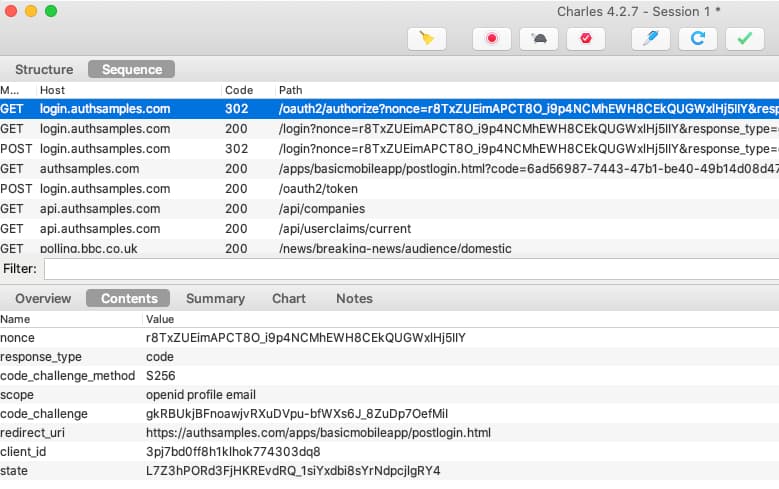 Charles 4.2.7 - Session 1 *
Structure Sequence
M... Host Code Path
GET login.authsamples.com 302 /oauth2/authorize?nonce=r8TxZUEimAPCT8O_i9p4NCMhEWH8CEkQUGWxlHj5IlY&resp
GET login.authsamples.com 200 /login?nonce=r8TxZUEimAPCT8O_i9p4NCMhEWH8CEkQUGWxlHj5IlY&response_type=
POST login.authsamples.com 302 /login?nonce=r8TxZUEimAPCT8O_i9p4NCMhEWH8CEkQUGWxlHj5IlY&response_type=
GET authsamples.com 200 /apps/basicmobileapp/postlogin.html?code=6ad56987-7443-47b1-be40-49b14d08d47
POST login.authsamples.com 200 /oauth2/token
GET api.authsamples.com 200 /api/companies
GET api.authsamples.com 200 /api/userclaims/current
GET polling.bbc.co.uk 200 /news/breaking-news/audience/domestic
Filter:
Overview Contents Summary Chart Notes
Name Value
nonce r8TxZUEimAPCT8O_i9p4NCMhEWH8CEkQUGWxlHj5IlY
response_type code
code_challenge_method S256
scope openid profile email
code_challenge gkRBUkjBFnoawjvRXuDVpu-bfWXs6J_8ZuDp7OefMiI
redirect_uri https://authsamples.com/apps/basicmobileapp/postlogin.html
client_id 3pj7bd0ff8h1klhok774303dq8
state L7Z3hPORd3FjHKREvdRQ_1siYxdbi8sYrNdpcjlgRY4